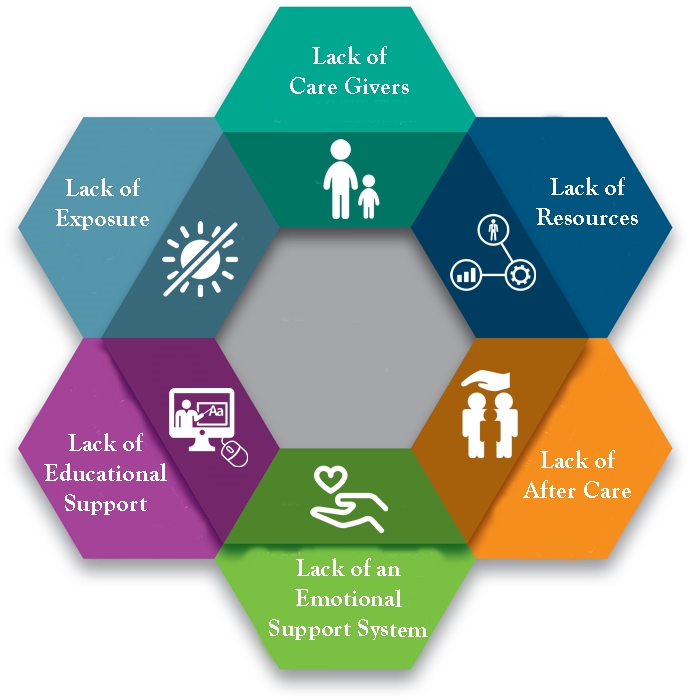 Lack of
Care Givers
Lack of
Resources
Lack of
After Care
Lack of an
Emotional
Support System
Lack of
Educational
Support
Aa
Lack of
Exposure